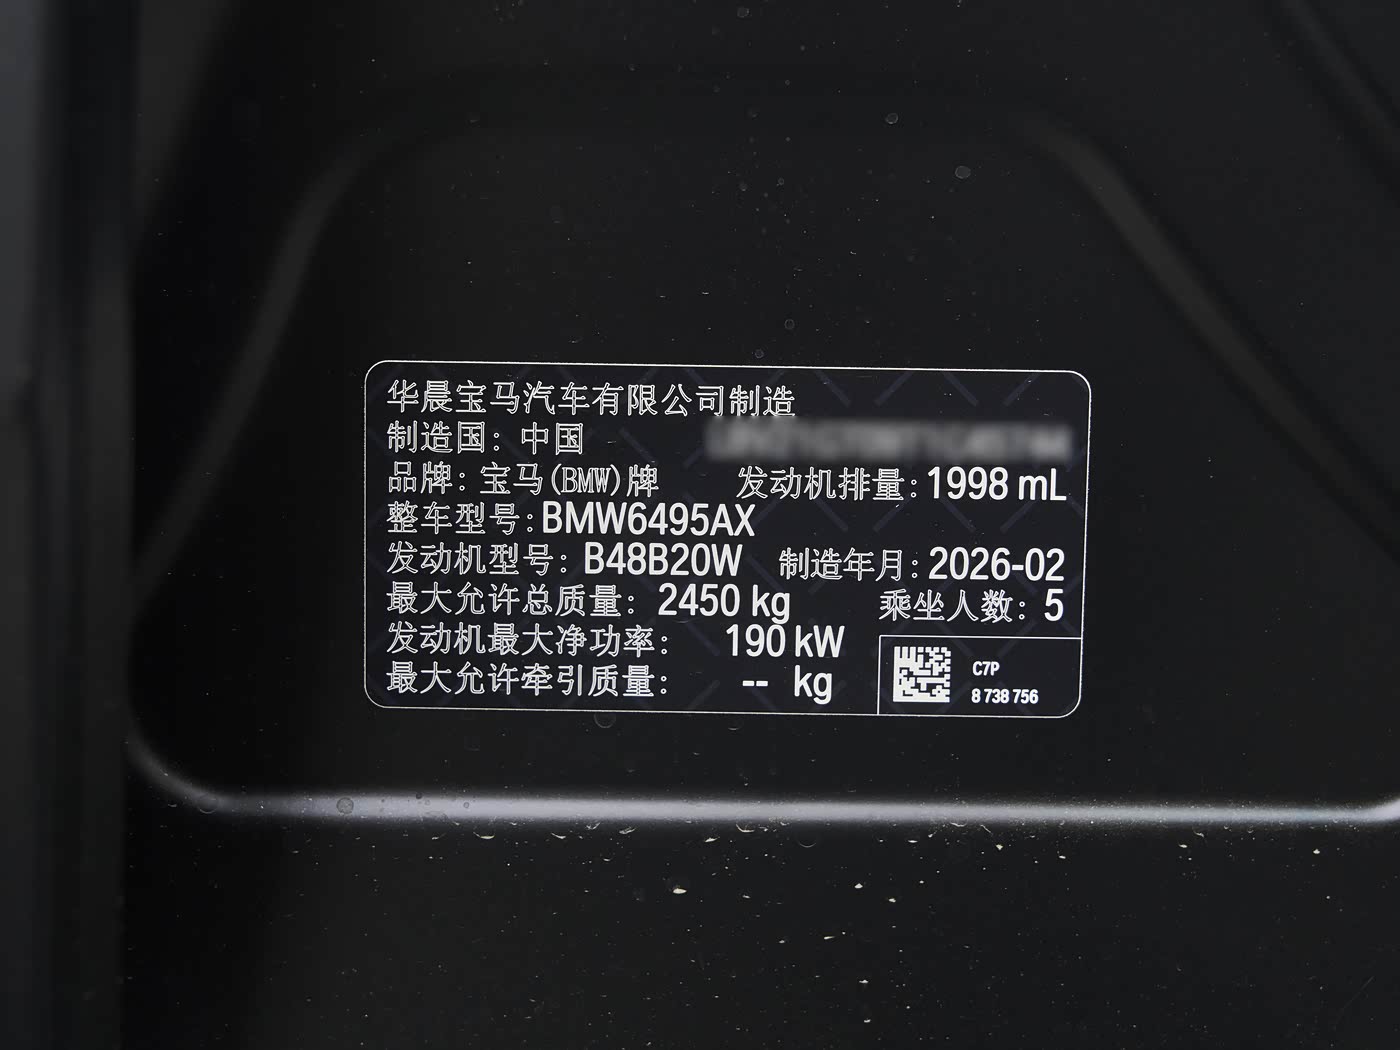 华晨宝马汽车有限公司制造
制造国：中国
品牌：宝马(BMW)牌 发动机排量：1998 mL
整车型号：BMW6495AX
发动机型号：B48B20W 制造年月：2026-02
最大允许总质量：2450 kg 乘坐人数：5
发动机最大净功率：190 kW
最大允许牵引质量：-- kg
C7P
8 738 756